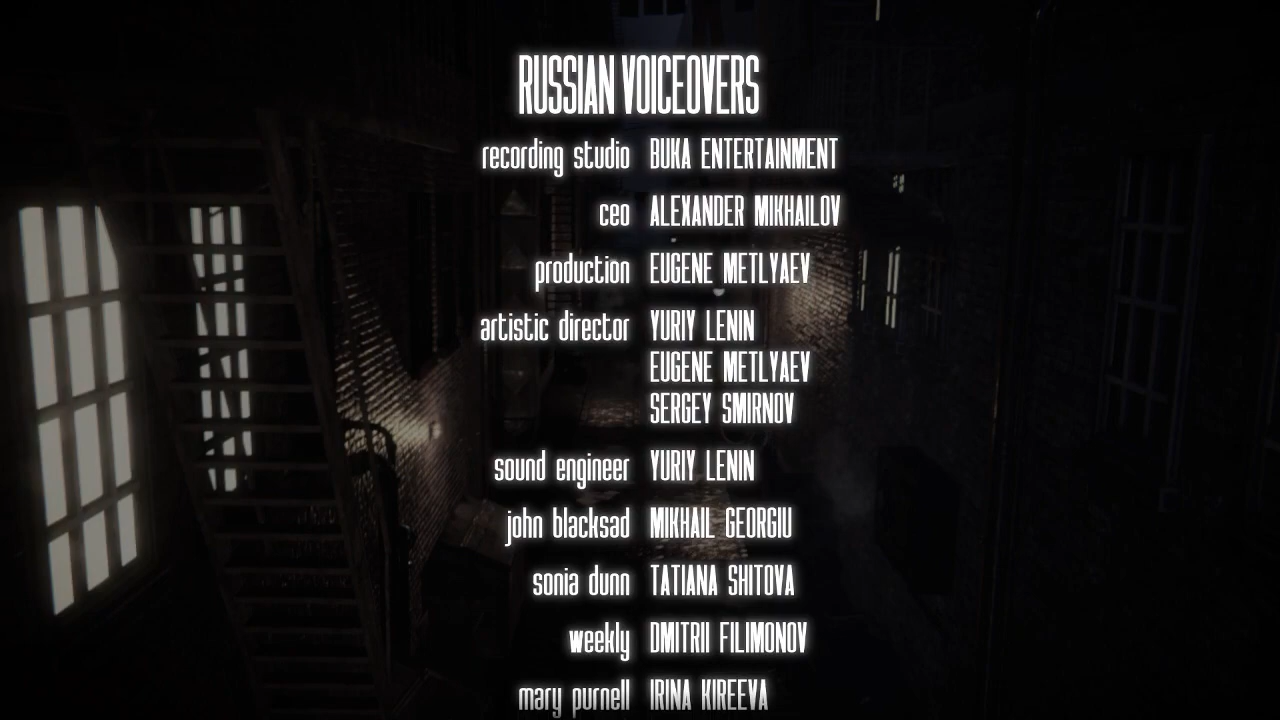 RUSSIAN VOICEOVERS
recording studio BUKA ENTERTAINMENT
ceo ALEXANDER MIKHAILOV
production EUGENE METLYAEV
artistic director YURIY LENIN
EUGENE METLYAEV
SERGEY SMIRNOV
sound engineer YURIY LENIN
john blacksad MIKHAIL GEORGIU
sonia dunn TATIANA SHITOVA
weekly DMITRII FILIMONOV
mary purnell IRINA KIREEVA